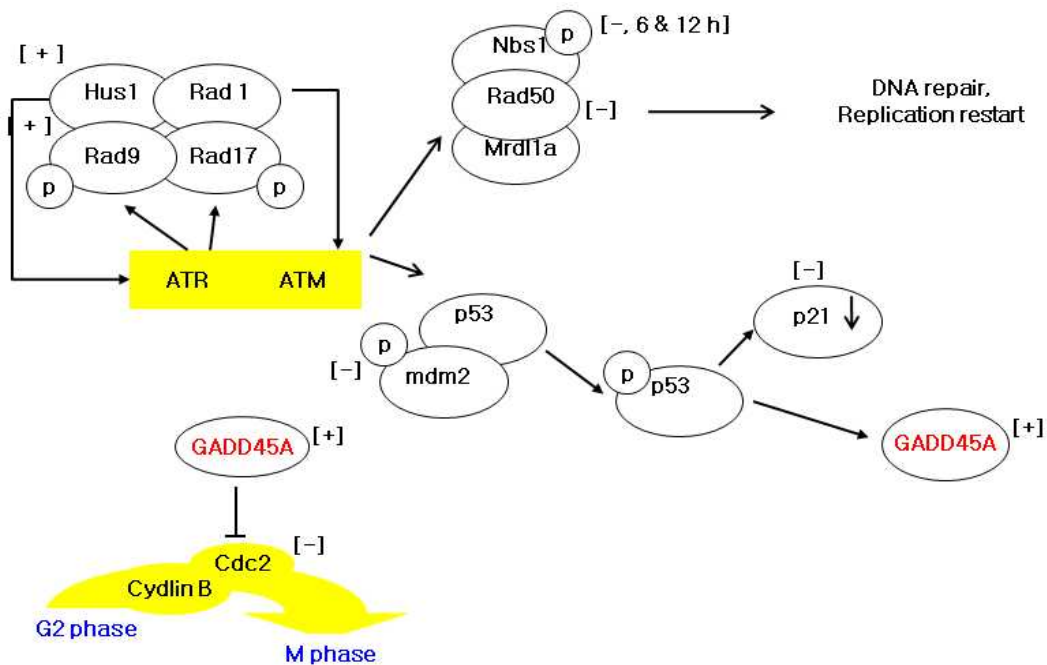 [ + ]
Hus1
Rad 1
[ + ]
Rad9
Rad17
p
p
ATR
ATM
Nbs1
p
[-, 6 & 12 h]
Rad50
[-]
Mrdl1a
DNA repair,
Replication restart
p53
p
[-]
mdm2
p
p53
[-]
p21
GADD45A
[+]
GADD45A
[+]
Cdc2
[-]
Cydlin B
G2 phase
M phase